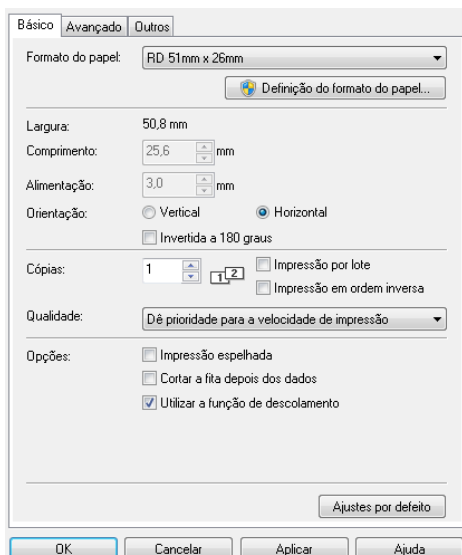 Básico Avançado Outros
Formato do papel: RD 51mm x 26mm
Definição do formato do papel...
Largura: 50,8 mm
Comprimento: 25,6 mm
Alimentação: 3,0 mm
Orientação: Vertical Horizontal
Invertida a 180 graus
Cópias: 1 1 2 Impressão por lote
Impressão em ordem inversa
Qualidade: Dê prioridade para a velocidade de impressão
Opções: Impressão espelhada
Cortar a fita depois dos dados
Utilizar a função de descolamento
Ajustes por defeito
OK Cancelar Aplicar Ajuda